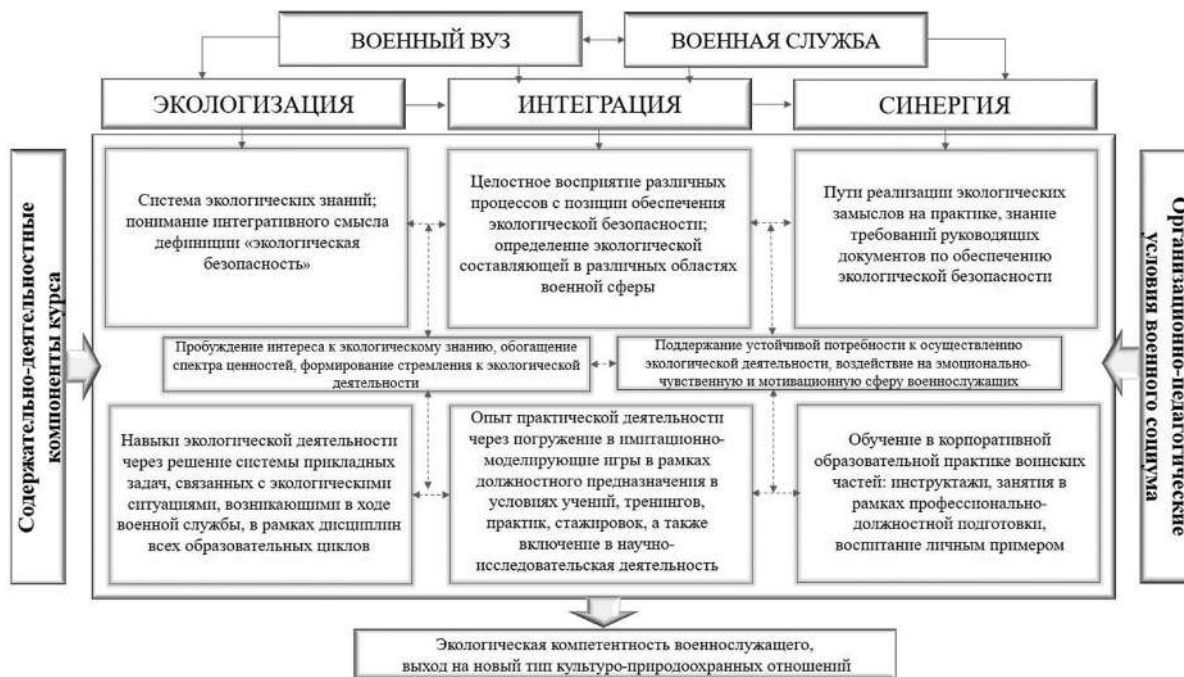 ВОЕННЫЙ ВУЗ
ВОЕННАЯ СЛУЖБА
ЭКОЛОГИЗАЦИЯ
ИНТЕГРАЦИЯ
СИНЕРГИЯ
Содержательно-деятельностные
компоненты курса
Система экологических знаний;
понимание интегративного смысла
дефиниции «экологическая
безопасность»
Целостное восприятие различных
процессов с позиции обеспечения
экологической безопасности;
определение экологической
составляющей в различных областях
военной сферы
Пути реализации экологических
замыслов на практике, знание
требований руководящих
документов по обеспечению
экологической безопасности
Организационно-педагогические
условия военного социума
Пробуждение интереса к экологическому знанию, обогащение
спектра ценностей, формирование стремления к экологической
деятельности
Поддержание устойчивой потребности к осуществлению
экологической деятельности, воздействие на эмоционально-
чувственную и мотивационную сферу военнослужащих
Навыки экологической деятельности
через решение системы прикладных
задач, связанных с экологическими
ситуациями, возникающими в ходе
военной службы, в рамках дисциплин
всех образовательных циклов
Опыт практической деятельности
через погружение в имитационно-
моделирующие игры в рамках
должностного предназначения в
условиях учений, тренингов,
практик, стажировок, а также
включение в научно-
исследовательская деятельность
Обучение в корпоративной
образовательной практике воинских
частей: инструктажи, занятия в
рамках профессионально-
должностной подготовки,
воспитание личным примером
Экологическая компетентность военнослужащего,
выход на новый тип культуро-природоохранных отношений